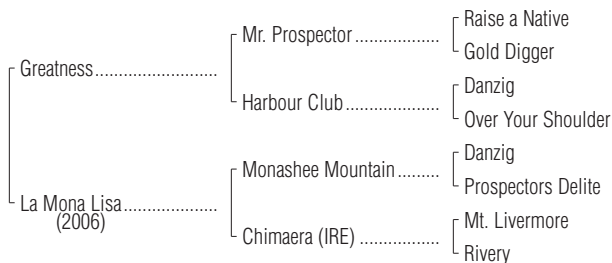 Raise a Native
Mr. Prospector ...................
Gold Digger
Greatness...........................
Danzig
Harbour Club .....................
Over Your Shoulder
Danzig
Monashee Mountain .........
Prospectors Delite
La Mona Lisa.....................
(2006)
Mt. Livermore
Chimaera (IRE) ..................
Rivery